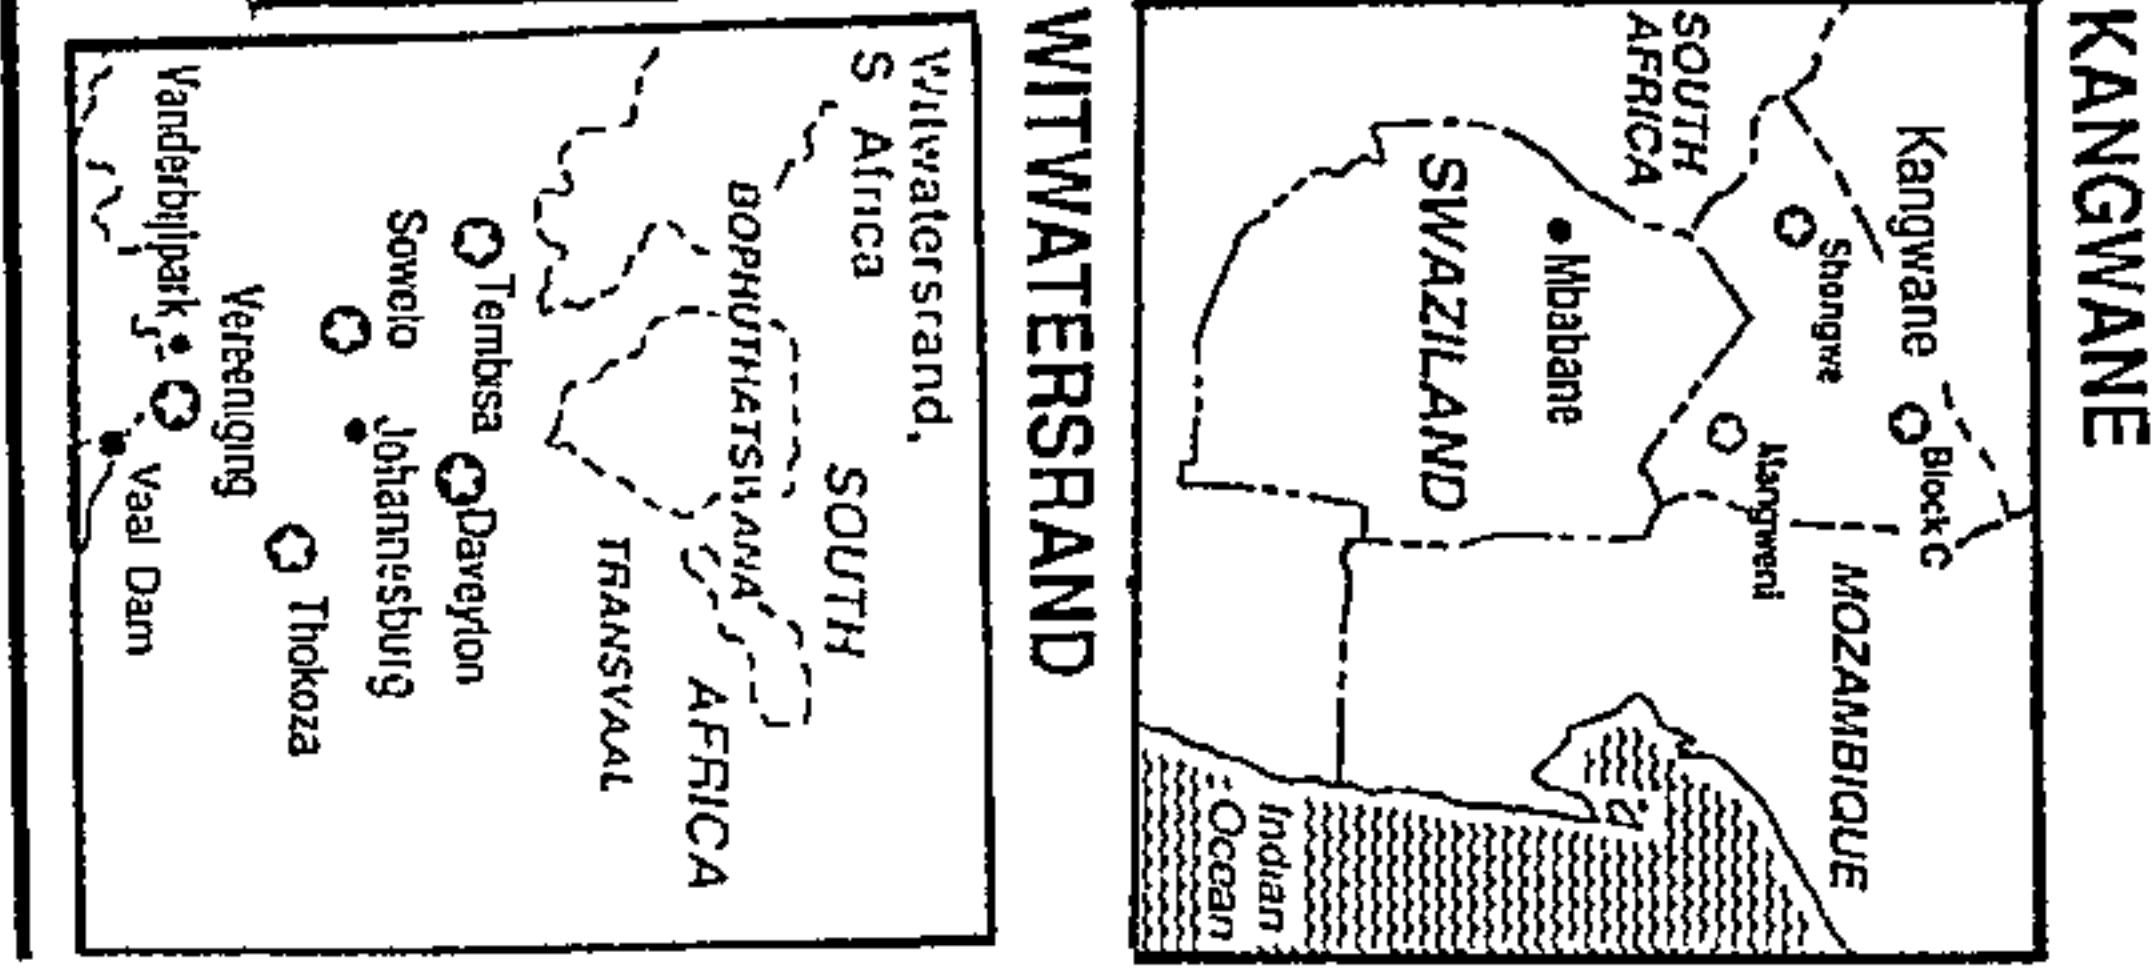 KANGWANE
Kangwane
Block C
Shongwe
Mangweni
SOUTH
AFRICA
MOZAMBIQUE
Mbabane
SWAZILAND
Indian
Ocean
WITWATERSRAND
Witwatersrand,
S Africa
SOUTH
BOPHUTHATSWANA
AFRICA
TRANSVAAL
Tembisa
Daveyton
Soweto
Johannesburg
Thokoza
Vereeniging
Vanderbijlpark
Vaal Dam